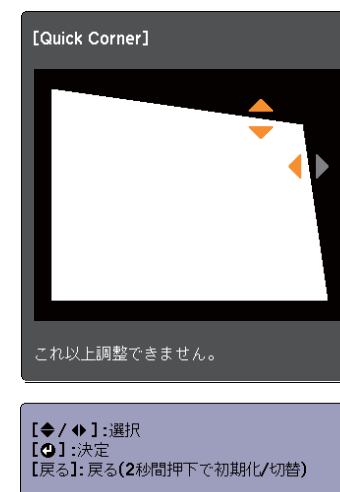 [Quick Corner]
これ以上調整できません。
[◆/◆]:選択
[↵]:決定
[戻る]:戻る(2秒間押下で初期化/切替)